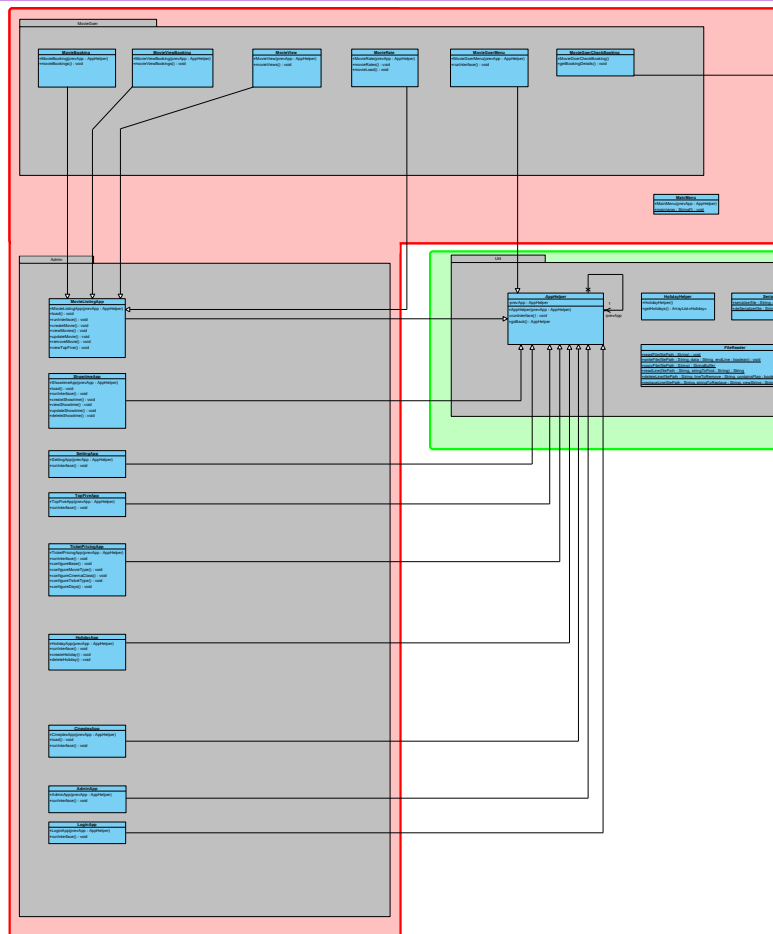 MovieGoer
MovieBooking
+MovieBooking(prevApp : AppHelper)
+movieBookings() : void
MovieViewBooking
+MovieViewBooking(prevApp : AppHelper)
+movieViewBookings() : void
MovieView
+MovieView(prevApp : AppHelper)
+movieViews() : void
MovieRate
+MovieRate(prevApp : AppHelper)
+movieRates() : void
+movieLoad() : void
MovieGoerMenu
+MovieGoerMenu(prevApp : AppHelper)
+runInterface() : void
MovieGoerCheckBooking
+MovieGoerCheckBooking()
+getBookingDetails() : void
MainMenu
+MainMenu(prevApp : AppHelper)
Admin
MovieListingApp
+MovieListingApp(prevApp : AppHelper)
+load() : void
+runInterface() : void
+createMovie() : void
+viewMovie() : void
+updateMovie() : void
+removeMovie() : void
+viewTopFive() : void
ShowtimeApp
+ShowtimeApp(prevApp : AppHelper)
+load() : void
+runInterface() : void
+createShowtime() : void
+viewShowtime() : void
+updateShowtime() : void
+deleteShowtime() : void
SettingApp
+SettingApp(prevApp : AppHelper)
+runInterface() : void
TopFiveApp
+TopFiveApp(prevApp : AppHelper)
+runInterface() : void
TicketPricingApp
+TicketPricingApp(prevApp : AppHelper)
+runInterface() : void
+configureBase() : void
+configureMovieType() : void
+configureCinemaClass() : void
+configureTicketType() : void
+configureDays() : void
HolidayApp
+HolidayApp(prevApp : AppHelper)
+runInterface() : void
+createHoliday() : void
+deleteHoliday() : void
CineplexApp
+CineplexApp(prevApp : AppHelper)
+load() : void
+runInterface() : void
AdminApp
+AdminApp(prevApp : AppHelper)
+runInterface() : void
LoginApp
+LoginApp(prevApp : AppHelper)
+runInterface() : void
Util
AppHelper
-prevApp : AppHelper
+AppHelper(prevApp : AppHelper)
+runInterface() : void
+goBack() : AppHelper
1
-prevApp
HolidayHelper
+HolidayHelper()
+getHolidays() : ArrayList<Holiday>
FileReader